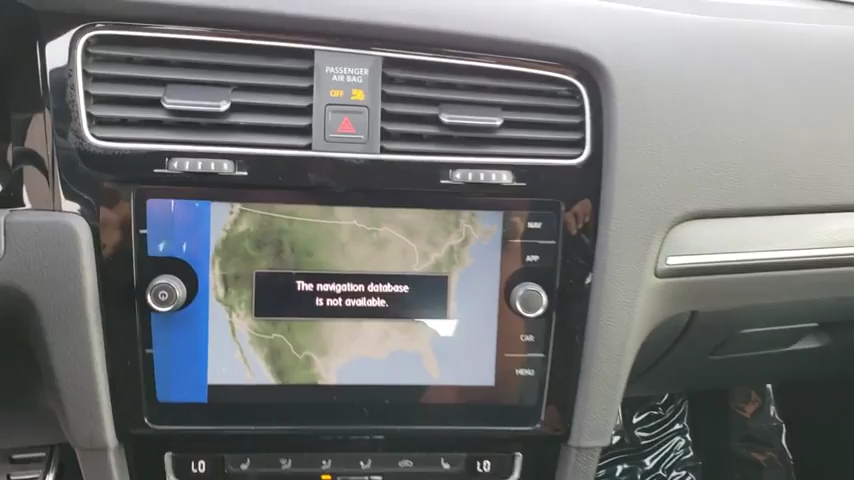 PASSENGER
AIR BAG
OFF
NAV
APP
The navigation database
is not available.
CAR
MENU
LO
LO